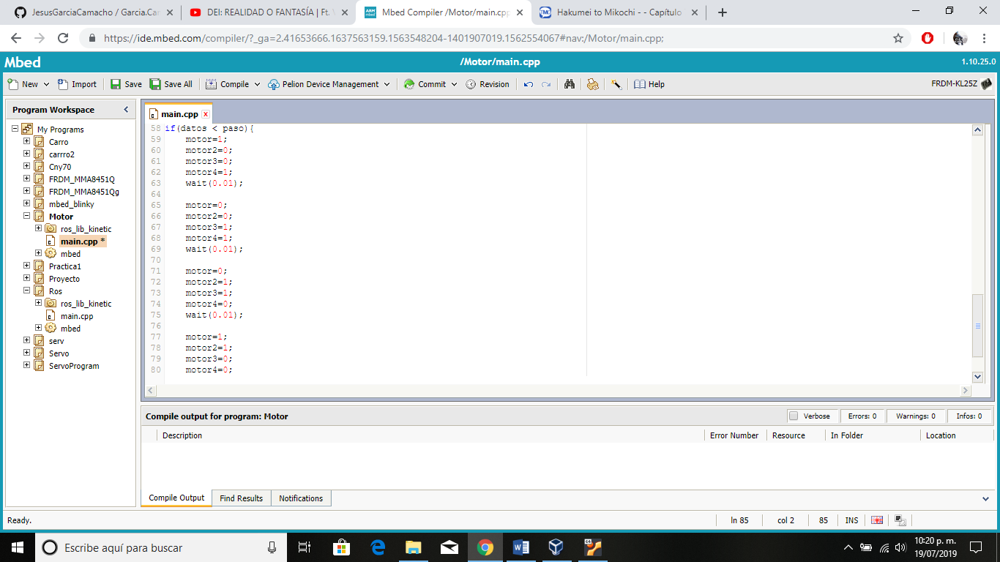 JesusGarciaCamacho / Garcia.Car
DEI: REALIDAD O FANTASÍA | Ft. 
Mbed Compiler /Motor/main.cpp
Hakumei to Mikochi - - Capítulo
https://ide.mbed.com/compiler/?_ga=2.41653666.1637563159.1563548204-1401907019.1562554067#nav:/Motor/main.cpp;
Mbed
/Motor/main.cpp
1.10.25.0
New Import Save Save All Compile Pelion Device Management Commit Revision Help FRDM-KL25Z
Program Workspace
My Programs
Carro
carrro2
Cny70
FRDM_MMA8451Q
FRDM_MMA8451Qg
mbed_blinky
Motor
ros_lib_kinetic
main.cpp *
mbed
Practica1
Proyecto
Ros
ros_lib_kinetic
main.cpp
mbed
serv
Servo
ServoProgram
main.cpp x
58 if(datos < paso){
59 motor=1;
60 motor2=0;
61 motor3=0;
62 motor4=1;
63 wait(0.01);
64
65 motor=0;
66 motor2=0;
67 motor3=1;
68 motor4=1;
69 wait(0.01);
70
71 motor=0;
72 motor2=1;
73 motor3=1;
74 motor4=0;
75 wait(0.01);
76
77 motor=1;
78 motor2=1;
79 motor3=0;
80 motor4=0;
Compile output for program: Motor
Verbose Errors: 0 Warnings: 0 Infos: 0
Description Error Number Resource In Folder Location
Compile Output Find Results Notifications
Ready.
ln 85 col 2 85 INS
Escribe aquí para buscar
10:20 p. m.
19/07/2019